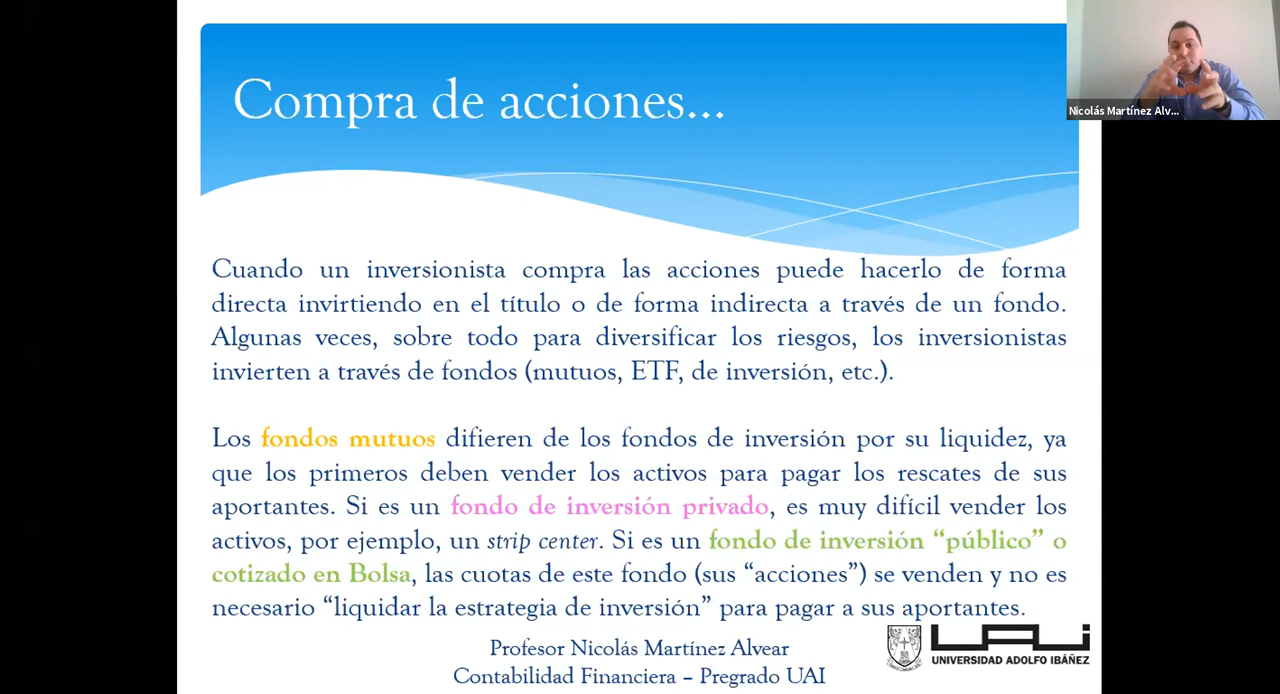 Compra de acciones...
Nicolás Martínez Alv...
Cuando un inversionista compra las acciones puede hacerlo de forma
directa invirtiendo en el título o de forma indirecta a través de un fondo.
Algunas veces, sobre todo para diversificar los riesgos, los inversionistas
invierten a través de fondos (mutuos, ETF, de inversión, etc.).
Los fondos mutuos difieren de los fondos de inversión por su liquidez, ya
que los primeros deben vender los activos para pagar los rescates de sus
aportantes. Si es un fondo de inversión privado, es muy difícil vender los
activos, por ejemplo, un strip center. Si es un fondo de inversión “público” o
cotizado en Bolsa, las cuotas de este fondo (sus “acciones”) se venden y no es
necesario “liquidar la estrategia de inversión” para pagar a sus aportantes.
Profesor Nicolás Martínez Alvear
Contabilidad Financiera – Pregrado UAI
UAI
UNIVERSIDAD ADOLFO IBÁÑEZ